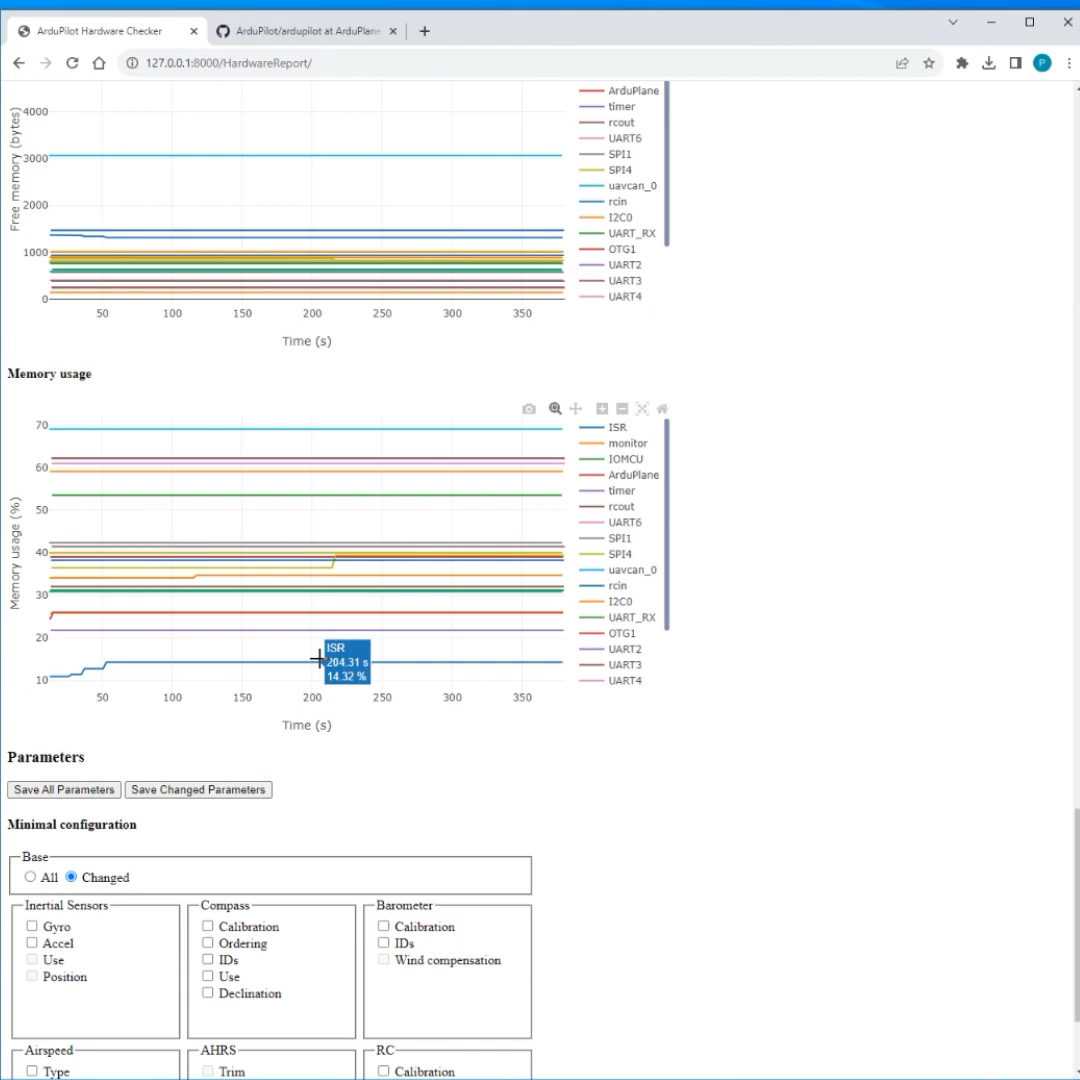 ArduPilot Hardware Checker
ArduPilot/ardupilot at ArduPlane
127.0.0.1:8000/HardwareReport/
P
Free memory (bytes)
4000
3000
2000
1000
0
50 100 150 200 250 300 350
Time (s)
ArduPlane
timer
rcout
UART6
SPI1
SPI4
uavcan_0
rcin
I2C0
UART_RX
OTG1
UART2
UART3
UART4
Memory usage
Memory usage (%)
70
60
50
40
30
20
10
50 100 150 200 250 300 350
Time (s)
ISR
204.31 s
14.32 %
ISR
monitor
IOMCU
ArduPlane
timer
rcout
UART6
SPI1
SPI4
uavcan_0
rcin
I2C0
UART_RX
OTG1
UART2
UART3
UART4
Parameters
Save All Parameters Save Changed Parameters
Minimal configuration
Base
All Changed
Inertial Sensors
Gyro
Accel
Use
Position
Compass
Calibration
Ordering
IDs
Use
Declination
Barometer
Calibration
IDs
Wind compensation
Airspeed
Type
AHRS
Trim
RC
Calibration